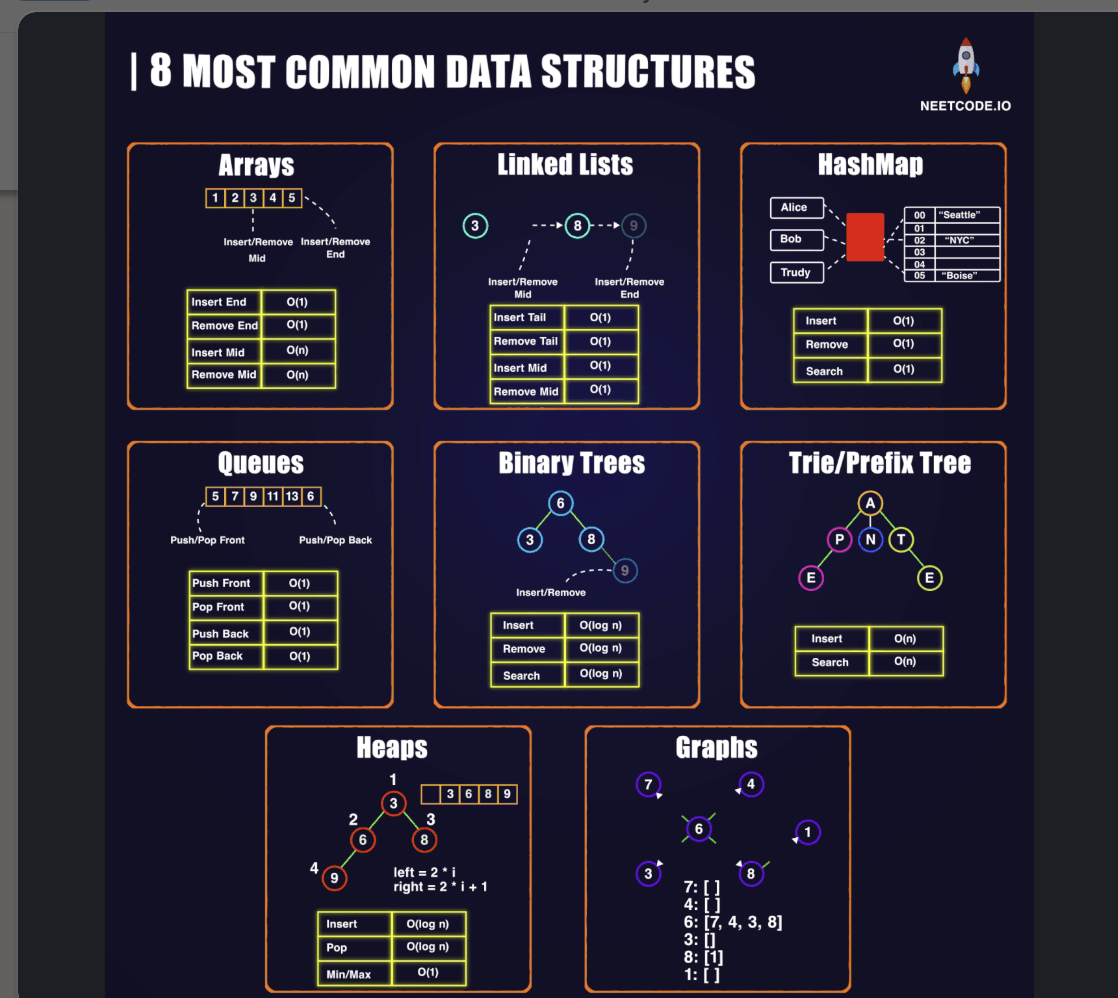 | 8 MOST COMMON DATA STRUCTURES
NEETCODE.IO
Arrays
1 2 3 4 5
Insert/Remove Mid
Insert/Remove End
Insert End O(1)
Remove End O(1)
Insert Mid O(n)
Remove Mid O(n)
Linked Lists
3 8 9
Insert/Remove Mid
Insert/Remove End
Insert Tail O(1)
Remove Tail O(1)
Insert Mid O(1)
Remove Mid O(1)
HashMap
Alice
Bob
Trudy
00 "Seattle"
01
02 "NYC"
03
04
05 "Boise"
Insert O(1)
Remove O(1)
Search O(1)
Queues
5 7 9 11 13 6
Push/Pop Front
Push/Pop Back
Push Front O(1)
Pop Front O(1)
Push Back O(1)
Pop Back O(1)
Binary Trees
6
3 8
9
Insert/Remove
Insert O(log n)
Remove O(log n)
Search O(log n)
Trie/Prefix Tree
A
P N T
E E
Insert O(n)
Search O(n)
Heaps
1
3
3 6 8 9
2 3
6 8
4
9
left = 2 * i
right = 2 * i + 1
Insert O(log n)
Pop O(log n)
Min/Max O(1)
Graphs
7 4
6 1
3 8
7: [ ]
4: [ ]
6: [7, 4, 3, 8]
3: []
8: [1]
1: [ ]